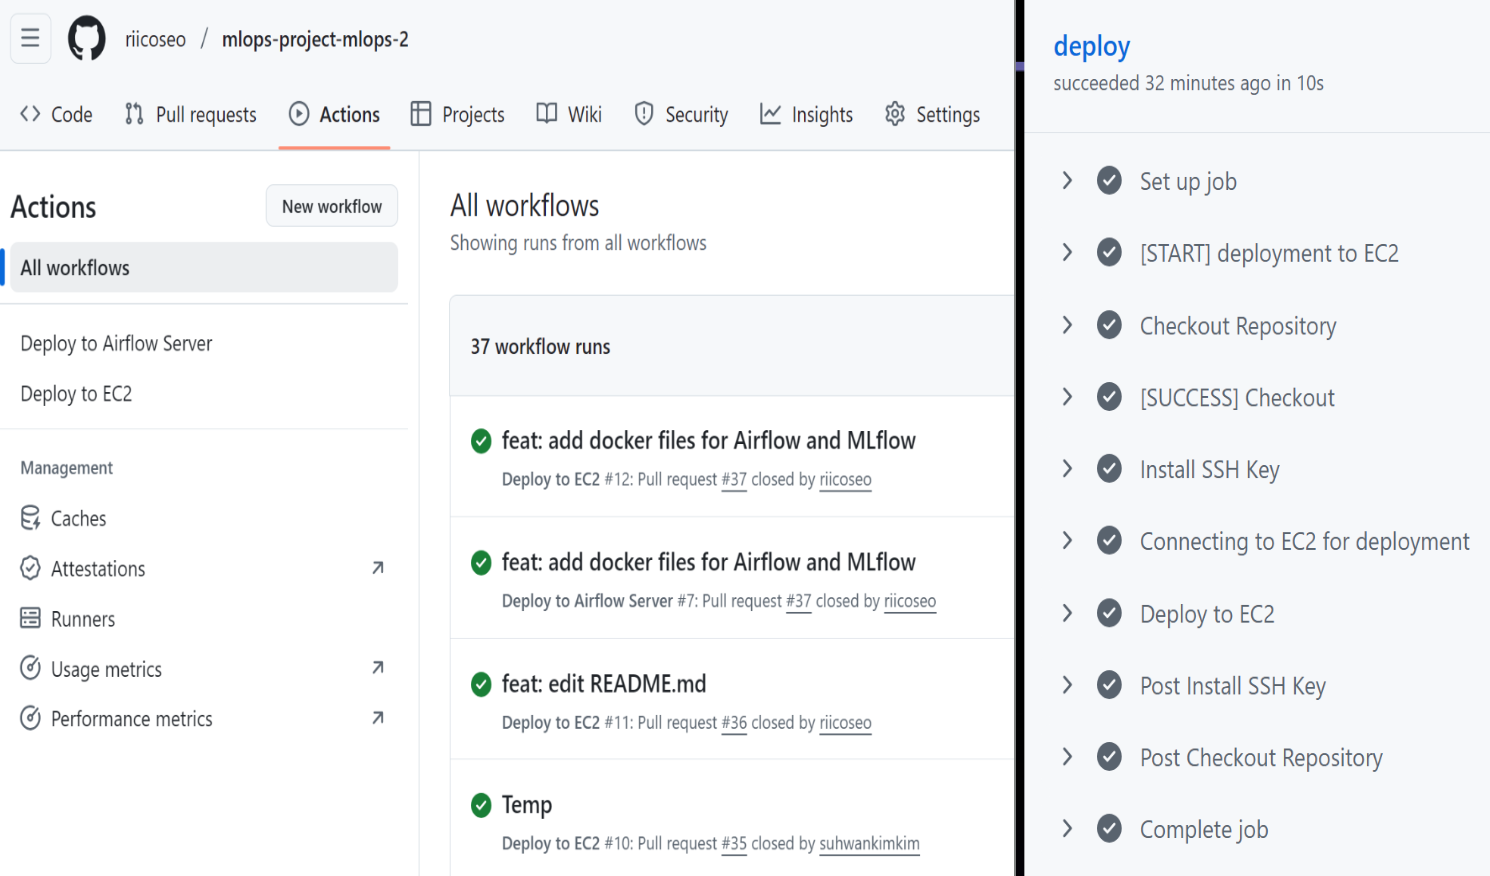 riicoseo / mlops-project-mlops-2
Code Pull requests Actions Projects Wiki Security Insights Settings
Actions
New workflow
All workflows
Deploy to Airflow Server
Deploy to EC2
Management
Caches
Attestations
Runners
Usage metrics
Performance metrics
All workflows
Showing runs from all workflows
37 workflow runs
feat: add docker files for Airflow and MLflow
Deploy to EC2 #12: Pull request #37 closed by riicoseo
feat: add docker files for Airflow and MLflow
Deploy to Airflow Server #7: Pull request #37 closed by riicoseo
feat: edit README.md
Deploy to EC2 #11: Pull request #36 closed by riicoseo
Temp
Deploy to EC2 #10: Pull request #35 closed by suhwankimkim
deploy
succeeded 32 minutes ago in 10s
Set up job
[START] deployment to EC2
Checkout Repository
[SUCCESS] Checkout
Install SSH Key
Connecting to EC2 for deployment
Deploy to EC2
Post Install SSH Key
Post Checkout Repository
Complete job